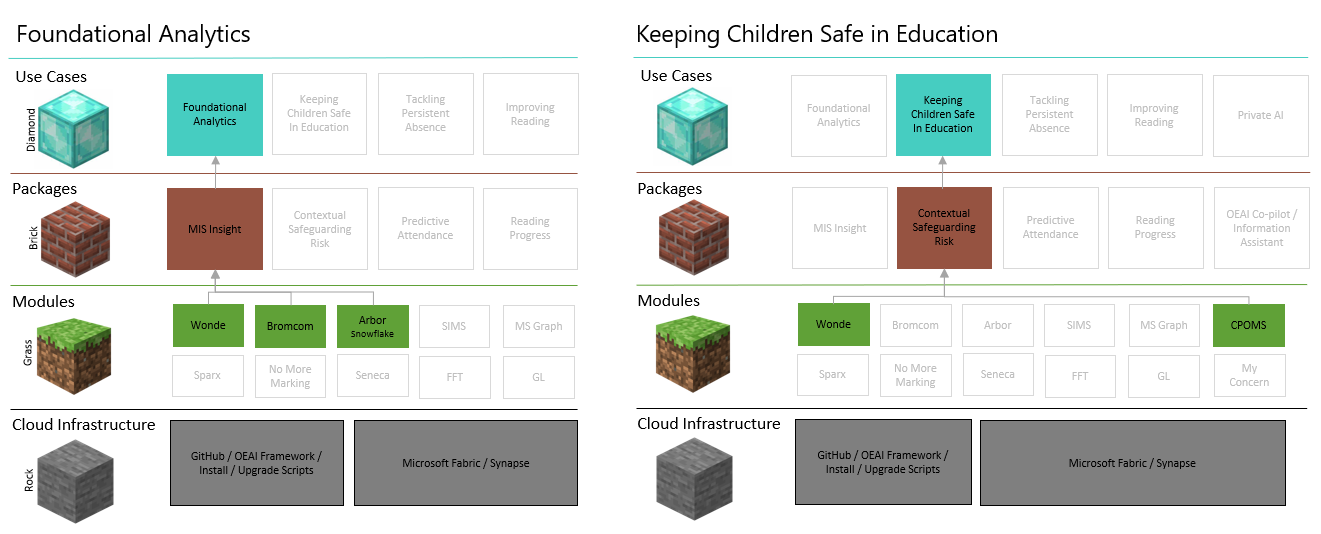 Foundational Analytics
Use Cases
Diamond
Foundational
Analytics
Keeping
Children Safe
In Education
Tackling
Persistent
Absence
Improving
Reading
Packages
Brick
MIS Insight
Contextual
Safeguarding
Risk
Predictive
Attendance
Reading
Progress
Modules
Grass
Wonde
Bromcom
Arbor
Snowflake
SIMS
MS Graph
Sparx
No More
Marking
Seneca
FFT
GL
Cloud Infrastructure
Rock
GitHub / OEAI Framework /
Install / Upgrade Scripts
Microsoft Fabric / Synapse
Keeping Children Safe in Education
Use Cases
Foundational
Analytics
Keeping
Children Safe
In Education
Tackling
Persistent
Absence
Improving
Reading
Private AI
Packages
MIS Insight
Contextual
Safeguarding
Risk
Predictive
Attendance
Reading
Progress
OEAI Co-pilot /
Information
Assistant
Modules
Wonde
Bromcom
Arbor
SIMS
MS Graph
CPOMS
Sparx
No More
Marking
Seneca
FFT
GL
My
Concern
Cloud Infrastructure
GitHub / OEAI Framework /
Install / Upgrade Scripts
Microsoft Fabric / Synapse